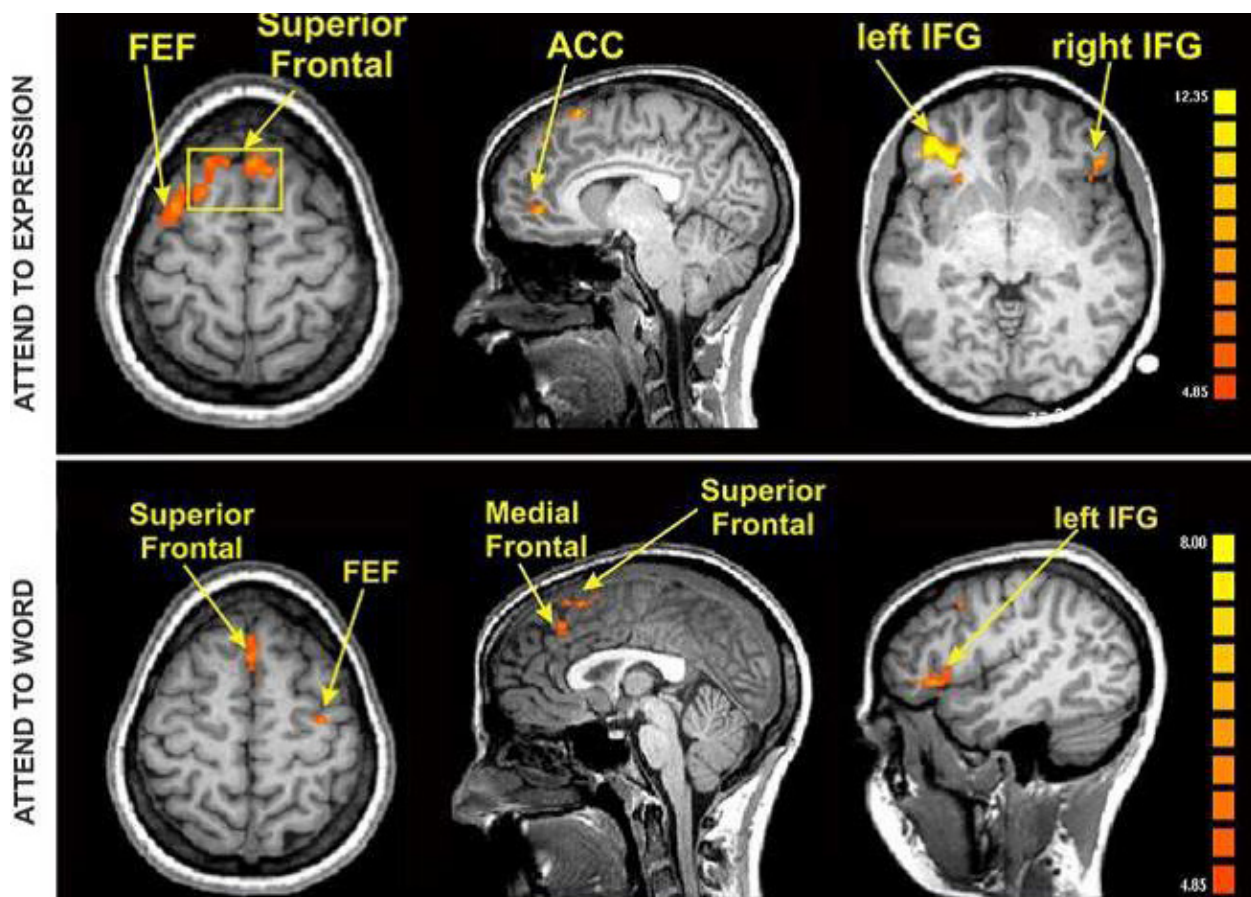 ATTEND TO EXPRESSION
FEF
Superior
Frontal
ACC
left IFG
right IFG
12.35
4.85
ATTEND TO WORD
Superior
Frontal
FEF
Medial
Frontal
Superior
Frontal
left IFG
8.00
4.85